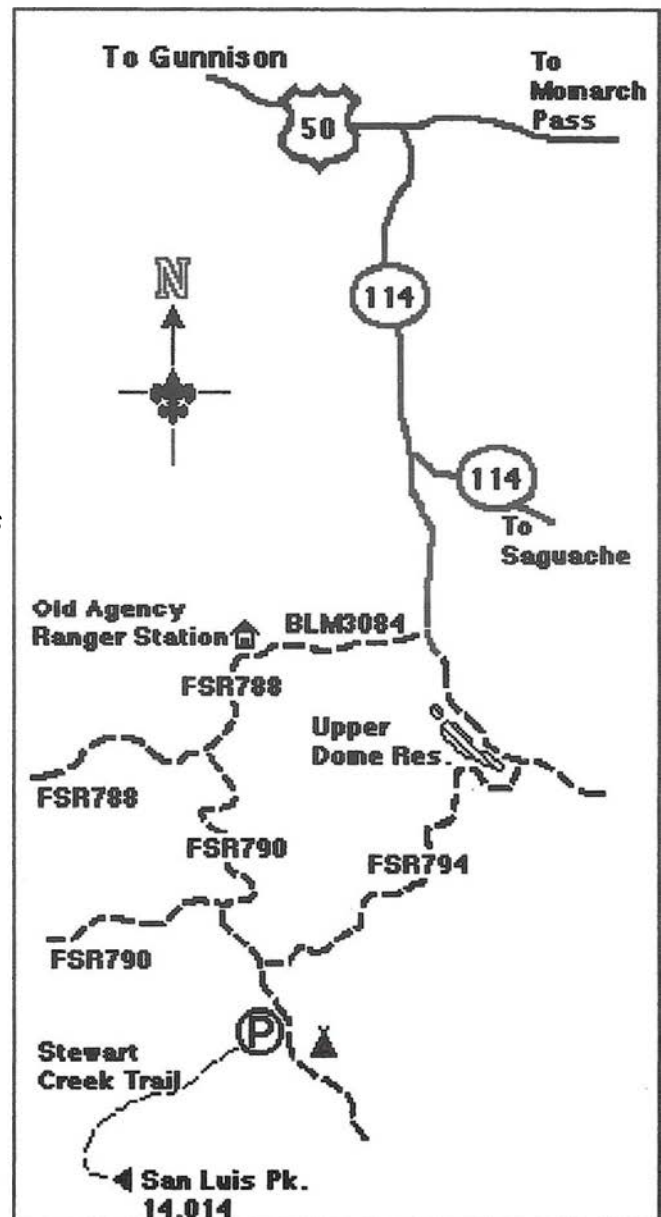 To Gunnison
To
Momarch
Pass
50
N
114
114
To
Saguache
Old Agency
Ranger Station
BLM3084
FSR788
Upper
Dome Res.
FSR788
FSR790
FSR794
FSR790
P
Stewart
Creek Trail
San Luis Pk.
14,014